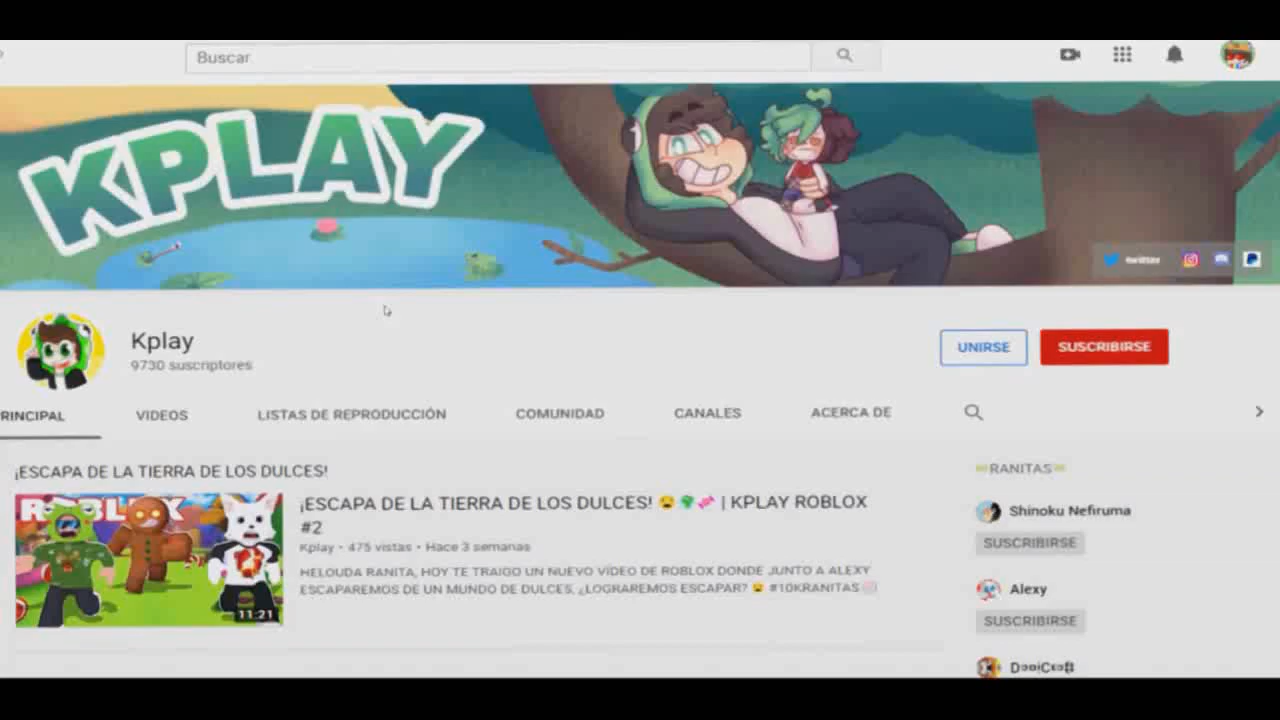 Buscar
KPLAY
twitter
Kplay
9730 suscriptores
UNIRSE
SUSCRIBIRSE
RINCIPAL
VIDEOS
LISTAS DE REPRODUCCIÓN
COMUNIDAD
CANALES
ACERCA DE
¡ESCAPA DE LA TIERRA DE LOS DULCES!
ROBLOX
11:21
¡ESCAPA DE LA TIERRA DE LOS DULCES! 😫🌳🍬 | KPLAY ROBLOX
#2
Kplay • 475 vistas • Hace 3 semanas
HELOUDA RANITA, HOY TE TRAIGO UN NUEVO VÍDEO DE ROBLOX DONDE JUNTO A ALEXY
ESCAPAREMOS DE UN MUNDO DE DULCES, ¿LOGRAREMOS ESCAPAR? 😫 #10KRANITAS
RANITAS
Shinoku Nefiruma
SUSCRIBIRSE
Alexy
SUSCRIBIRSE